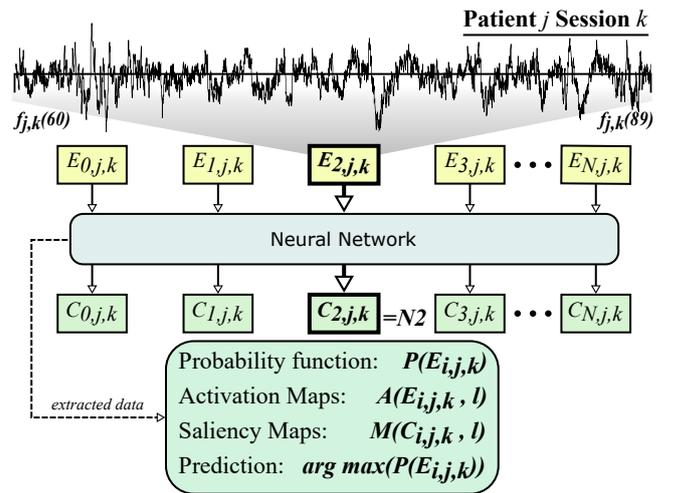 Patient j Session k
fj,k(60) fj,k(89)
E0,j,k E1,j,k E2,j,k E3,j,k ••• EN,j,k
Neural Network
C0,j,k C1,j,k C2,j,k =N2 C3,j,k ••• CN,j,k
Probability function: P(Ei,j,k)
Activation Maps: A(Ei,j,k , l)
extracted data
Saliency Maps: M(Ci,j,k , l)
Prediction: arg max(P(Ei,j,k))